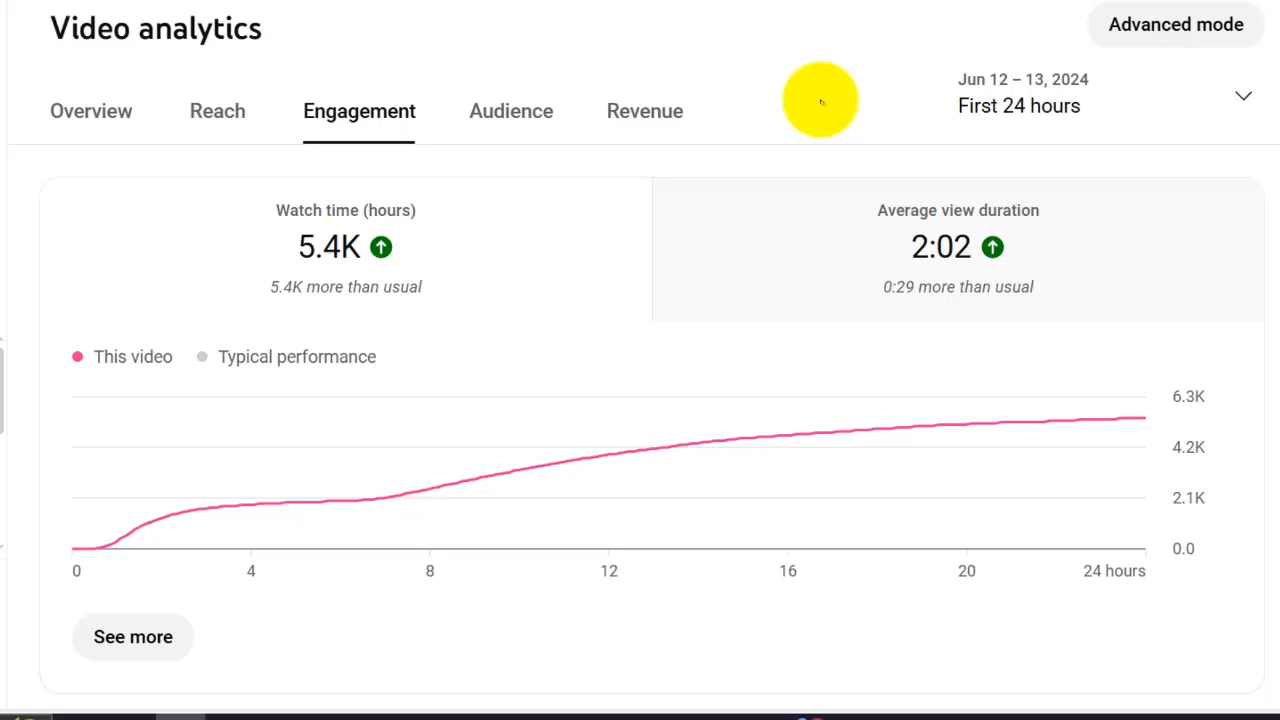 Video analytics
Advanced mode
Overview
Reach
Engagement
Audience
Revenue
Jun 12 – 13, 2024
First 24 hours
Watch time (hours)
5.4K
5.4K more than usual
Average view duration
2:02
0:29 more than usual
This video
Typical performance
6.3K
4.2K
2.1K
0.0
0
4
8
12
16
20
24 hours
See more